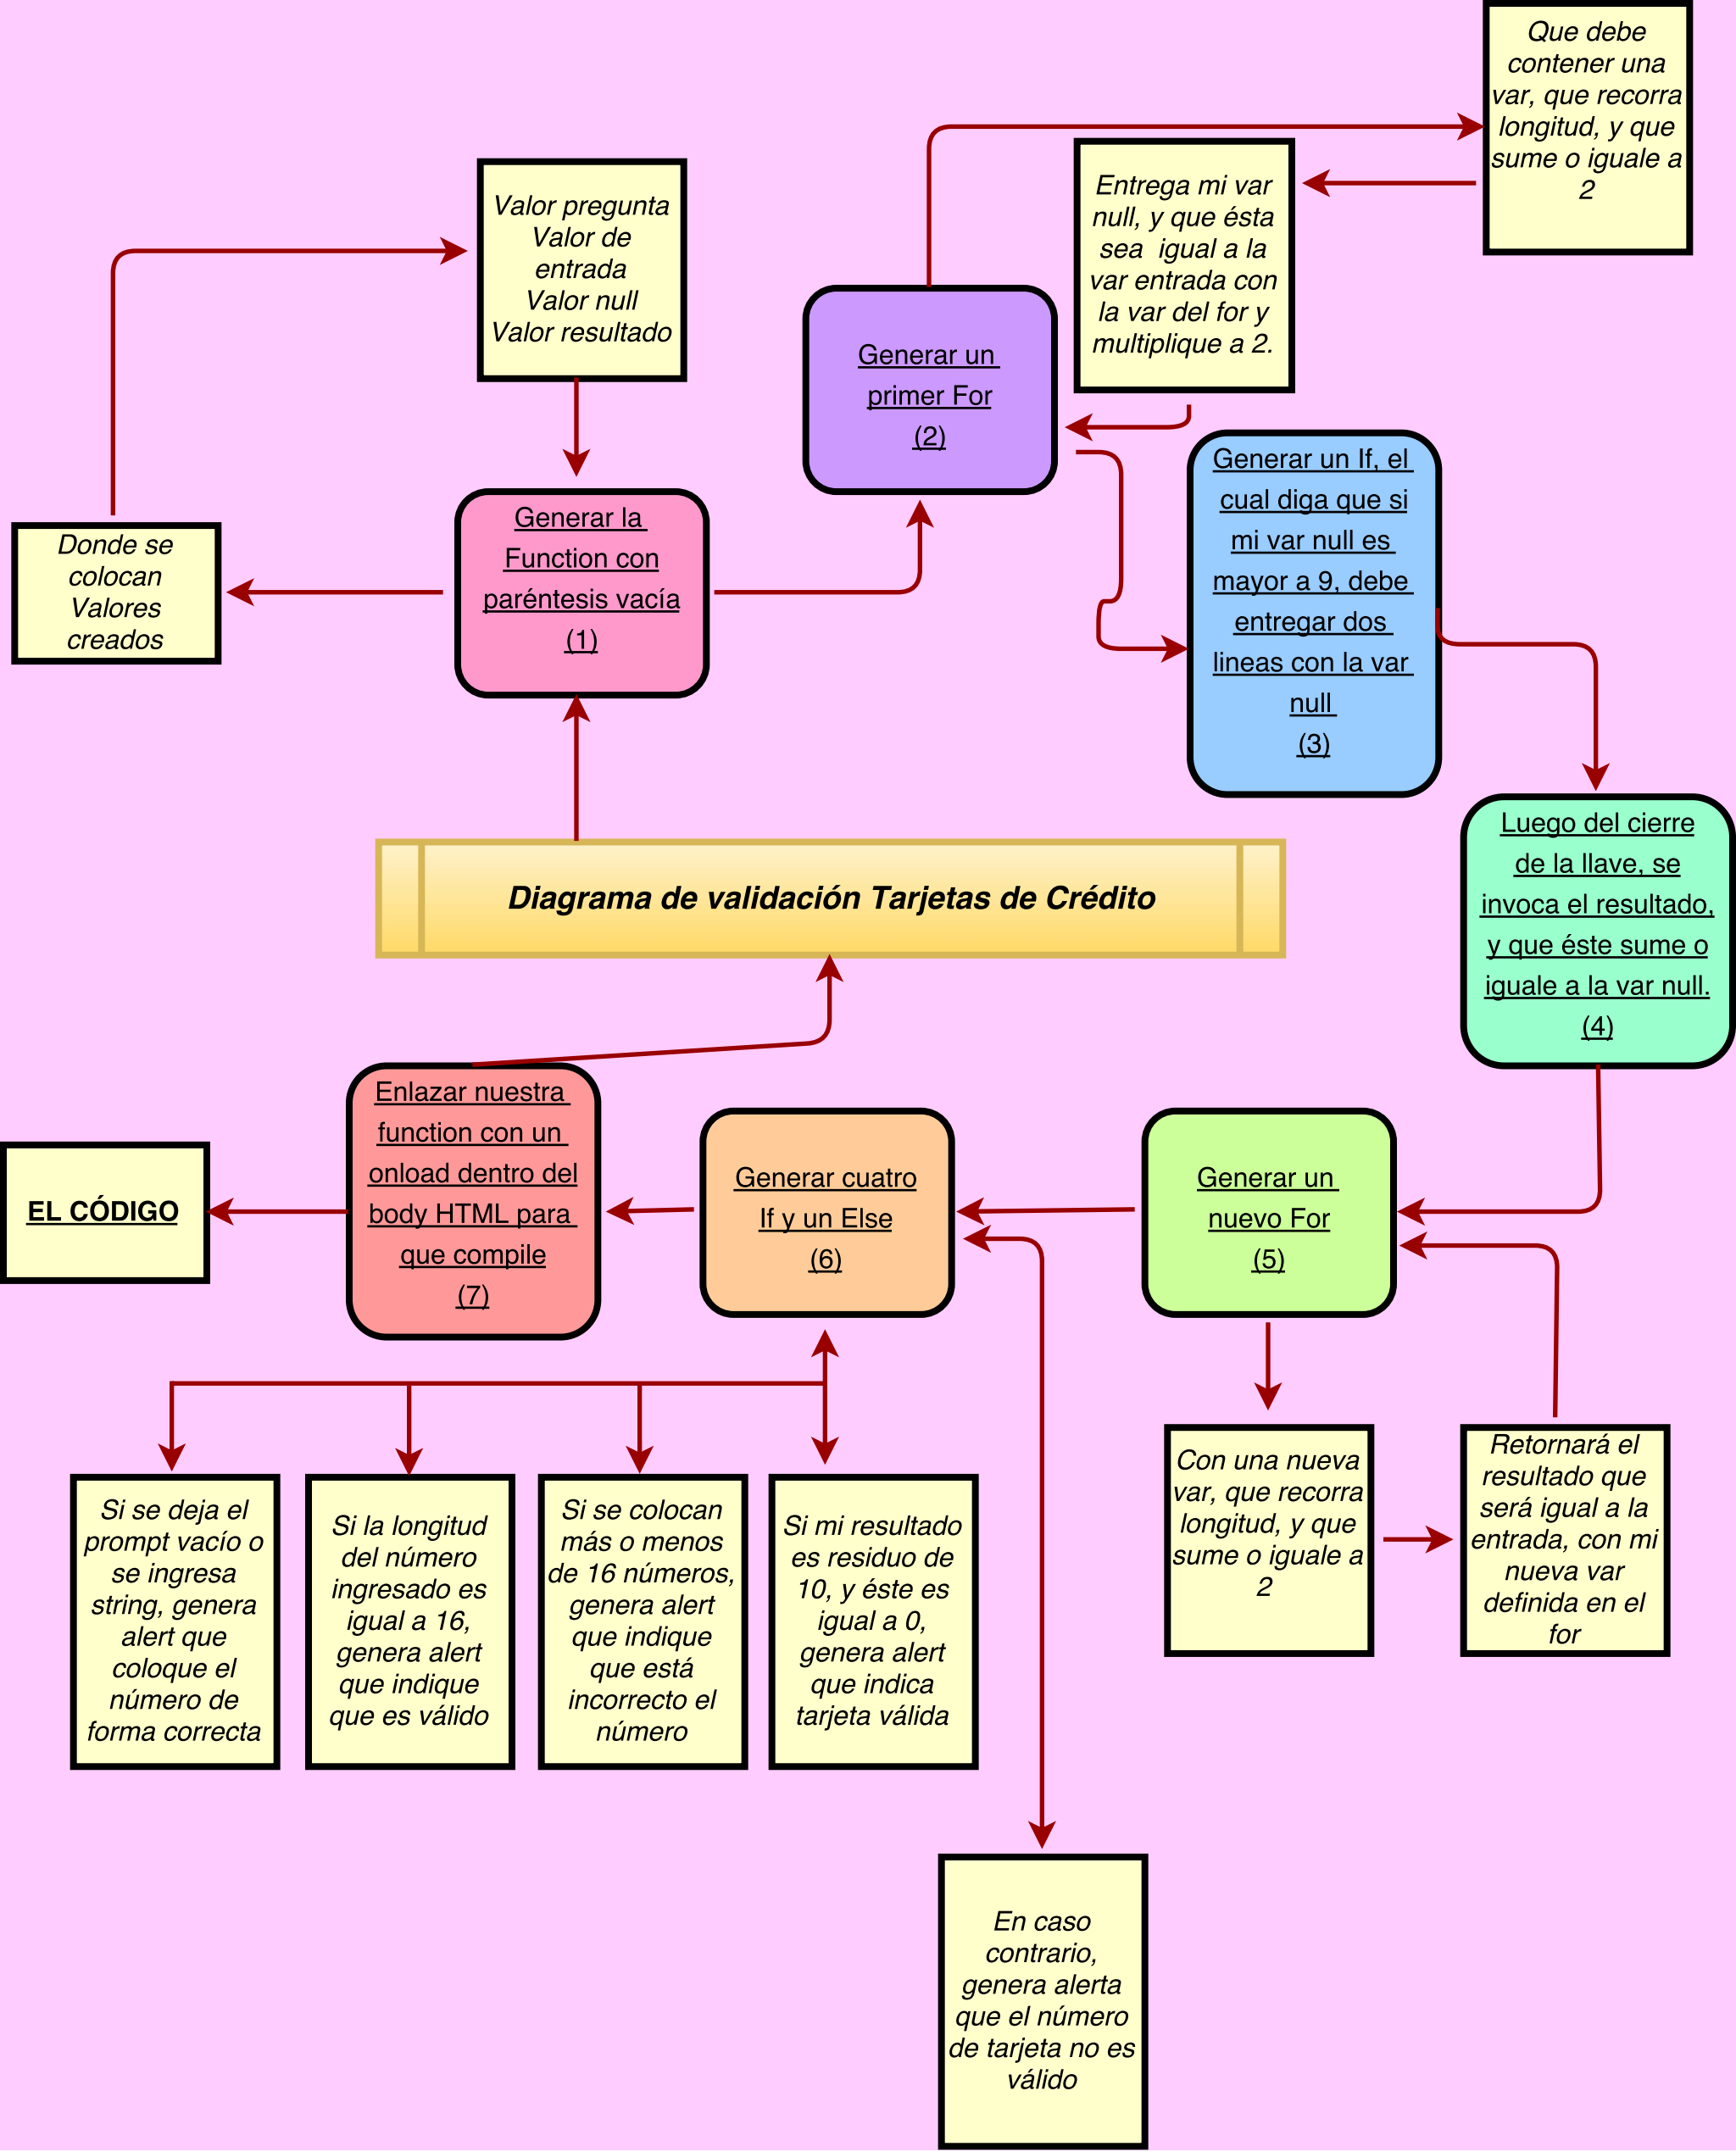 Que debe
contener una
var, que recorra
longitud, y que
sume o iguale a
2
Entrega mi var
null, y que ésta
sea  igual a la
var entrada con
la var del for y
multiplique a 2.
Valor pregunta
Valor de
entrada
Valor null
Valor resultado
Generar un
primer For
(2)
Donde se
colocan
Valores
creados
Generar la
Function con
paréntesis vacía
(1)
Generar un If, el
cual diga que si
mi var null es
mayor a 9, debe
entregar dos
lineas con la var
null
(3)
Diagrama de validación Tarjetas de Crédito
Luego del cierre
de la llave, se
invoca el resultado,
y que éste sume o
iguale a la var null.
(4)
EL CÓDIGO
Enlazar nuestra
function con un
onload dentro del
body HTML para
que compile
(7)
Generar cuatro
If y un Else
(6)
Generar un
nuevo For
(5)
Si se deja el
prompt vacío o
se ingresa
string, genera
alert que
coloque el
número de
forma correcta
Si la longitud
del número
ingresado es
igual a 16,
genera alert
que indique
que es válido
Si se colocan
más o menos
de 16 números,
genera alert
que indique
que está
incorrecto el
número
Si mi resultado
es residuo de
10, y éste es
igual a 0,
genera alert
que indica
tarjeta válida
Con una nueva
var, que recorra
longitud, y que
sume o iguale a
2
Retornará el
resultado que
será igual a la
entrada, con mi
nueva var
definida en el
for
En caso
contrario,
genera alerta
que el número
de tarjeta no es
válido